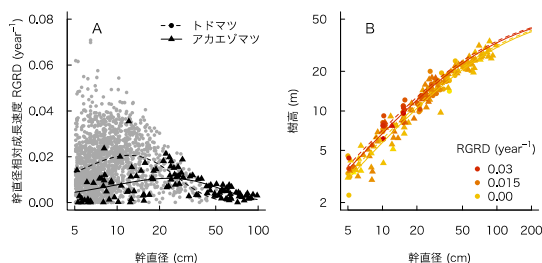 A
トドマツ
アカエゾマツ
幹直径相対成長速度 RGRD (year⁻¹)
0.08
0.06
0.04
0.02
0.00
5 10 20 50 100
幹直径 (cm)
B
樹高 (m)
50
20
10
5
2
RGRD (year⁻¹)
0.03
0.015
0.00
5 10 20 50 100 200
幹直径 (cm)